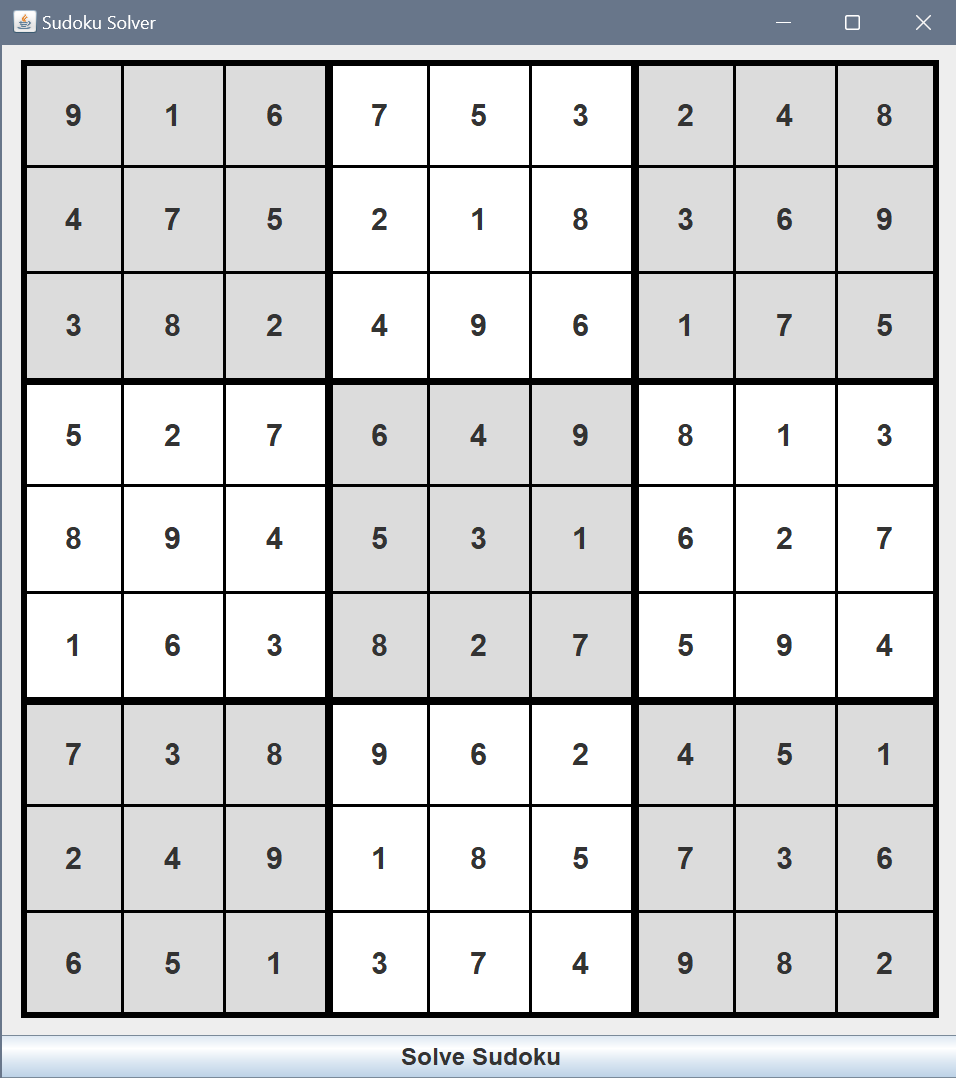 Sudoku Solver
9 1 6 7 5 3 2 4 8
4 7 5 2 1 8 3 6 9
3 8 2 4 9 6 1 7 5
5 2 7 6 4 9 8 1 3
8 9 4 5 3 1 6 2 7
1 6 3 8 2 7 5 9 4
7 3 8 9 6 2 4 5 1
2 4 9 1 8 5 7 3 6
6 5 1 3 7 4 9 8 2
Solve Sudoku